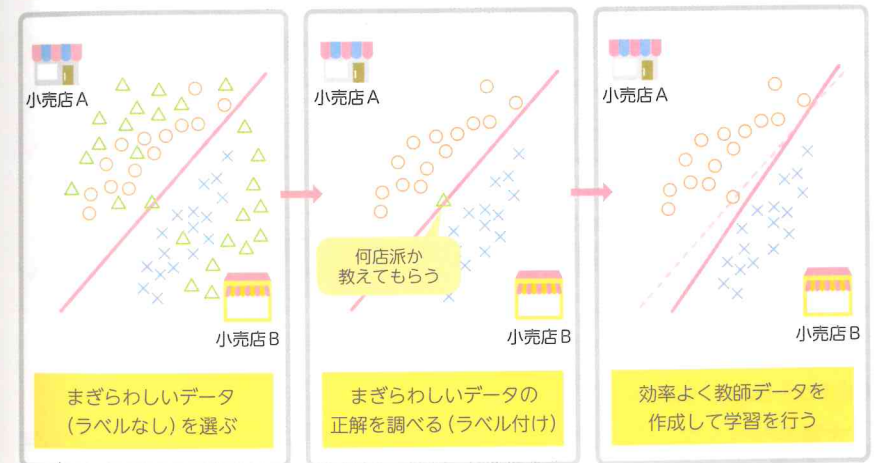 小売店A
小売店B
まぎらわしいデータ
（ラベルなし）を選ぶ
小売店A
何店派か
教えてもらう
小売店B
まぎらわしいデータの
正解を調べる（ラベル付け）
小売店A
小売店B
効率よく教師データを
作成して学習を行う